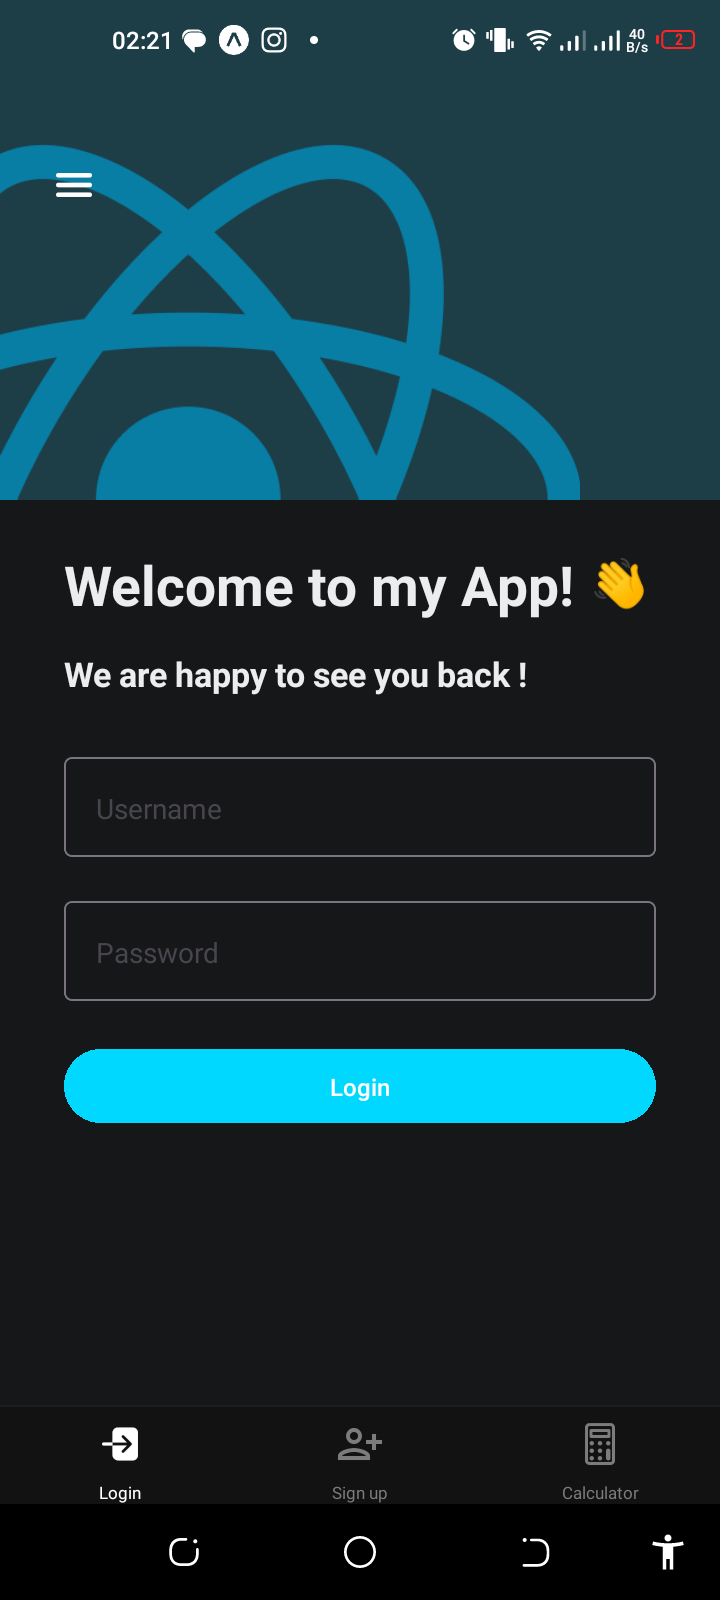 02:21 40 B/s 2
Welcome to my App! 👋
We are happy to see you back !
Username
Password
Login
Login Sign up Calculator